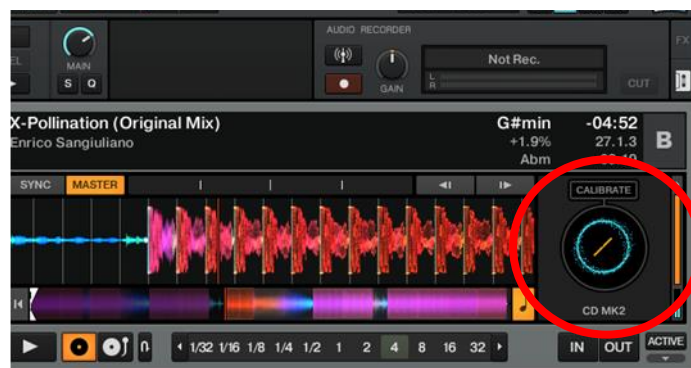 AUDIO RECORDER
MAIN
Not Rec.
S Q
GAIN
L
R
CUT
FX
X-Pollination (Original Mix)
G#min
-04:52
Enrico Sangiuliano
+1.9%
27.1.3
B
Abm
SYNC
MASTER
CALIBRATE
CD MK2
1/32 1/16 1/8 1/4 1/2 1 2 4 8 16 32
IN
OUT
ACTIVE